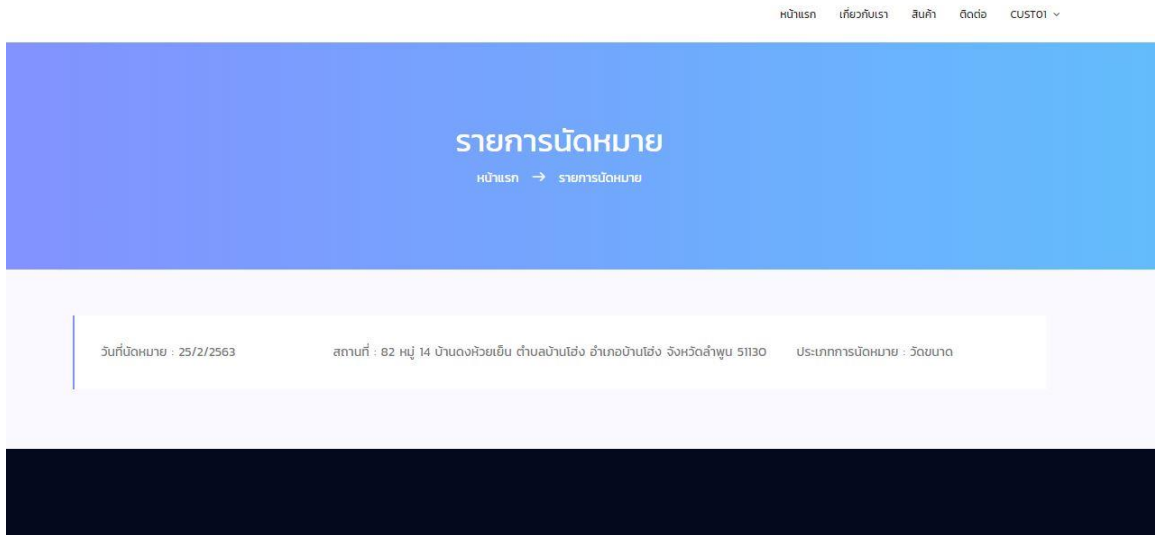 หน้าแรก เกี่ยวกับเรา สินค้า ติดต่อ CUST01
รายการนัดหมาย
หน้าแรก → รายการนัดหมาย
วันที่นัดหมาย : 25/2/2563 สถานที่ : 82 หมู่ 14 บ้านดงห้วยเย็น ตำบลบ้านโฮ่ง อำเภอบ้านโฮ่ง จังหวัดลำพูน 51130 ประเภทการนัดหมาย : วัดขนาด